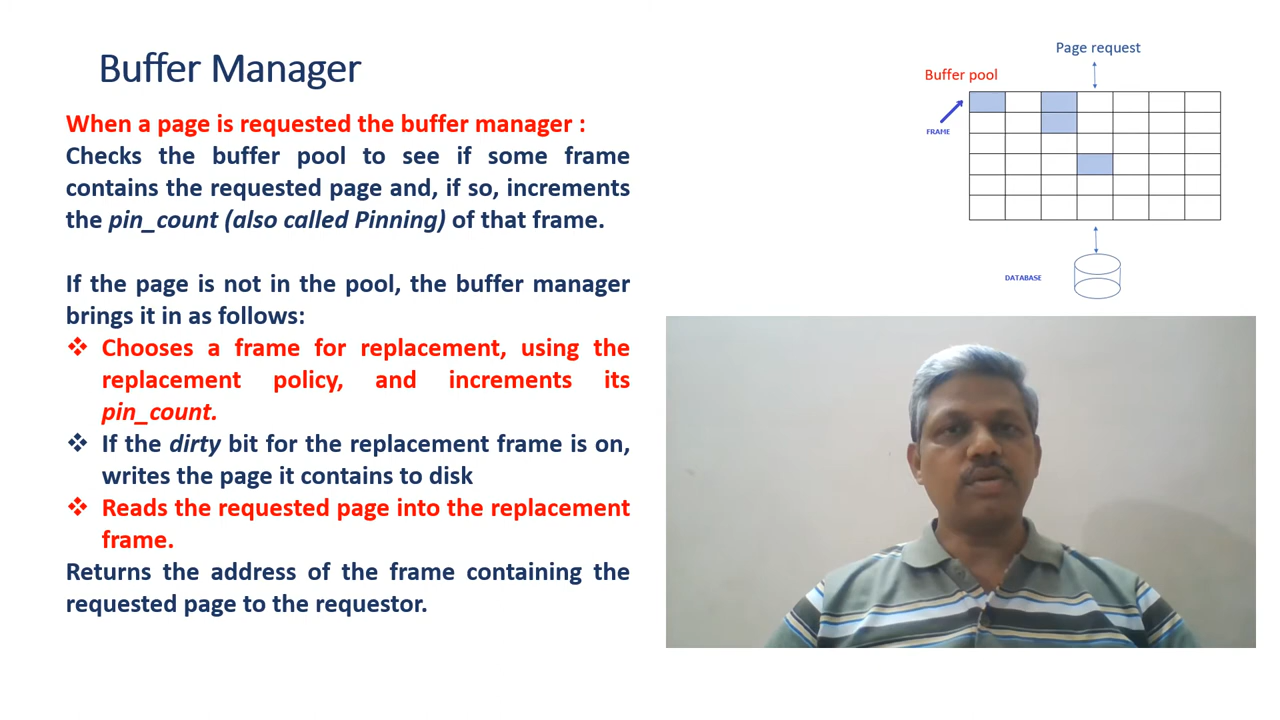 Buffer Manager
When a page is requested the buffer manager :
Checks the buffer pool to see if some frame
contains the requested page and, if so, increments
the pin_count (also called Pinning) of that frame.
If the page is not in the pool, the buffer manager
brings it in as follows:
❖ Chooses a frame for replacement, using the
replacement policy, and increments its
pin_count.
❖ If the dirty bit for the replacement frame is on,
writes the page it contains to disk
❖ Reads the requested page into the replacement
frame.
Returns the address of the frame containing the
requested page to the requestor.
Page request
Buffer pool
FRAME
DATABASE